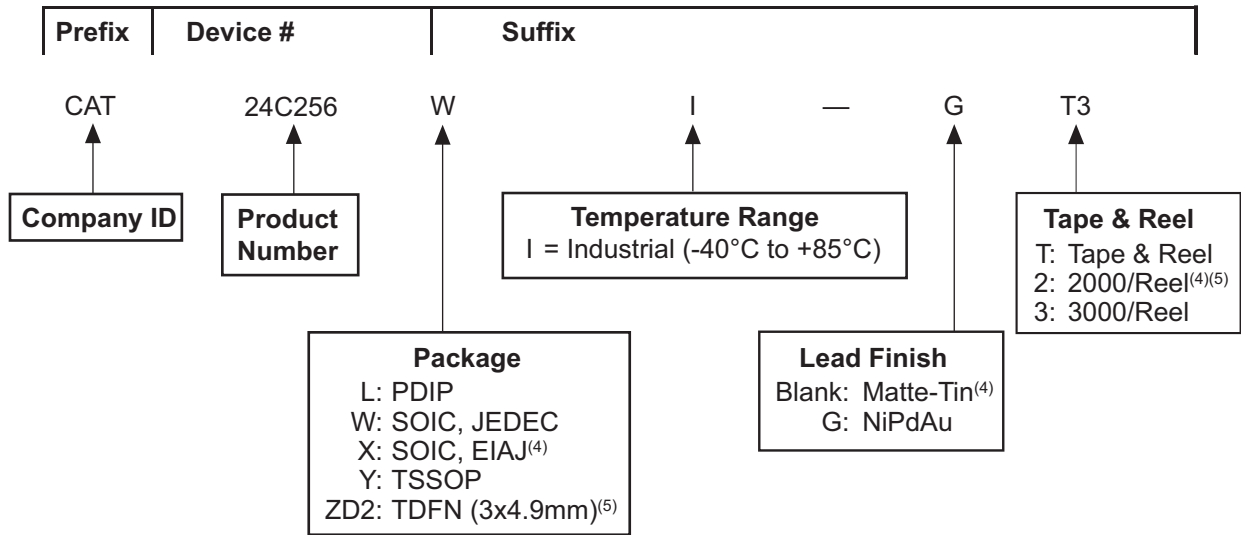 Prefix Device # Suffix
CAT 24C256 W I — G T3
Company ID
Product
Number
Temperature Range
I = Industrial (-40°C to +85°C)
Tape & Reel
T: Tape & Reel
2: 2000/Reel(4)(5)
3: 3000/Reel
Package
L: PDIP
W: SOIC, JEDEC
X: SOIC, EIAJ(4)
Y: TSSOP
ZD2: TDFN (3x4.9mm)(5)
Lead Finish
Blank: Matte-Tin(4)
G: NiPdAu